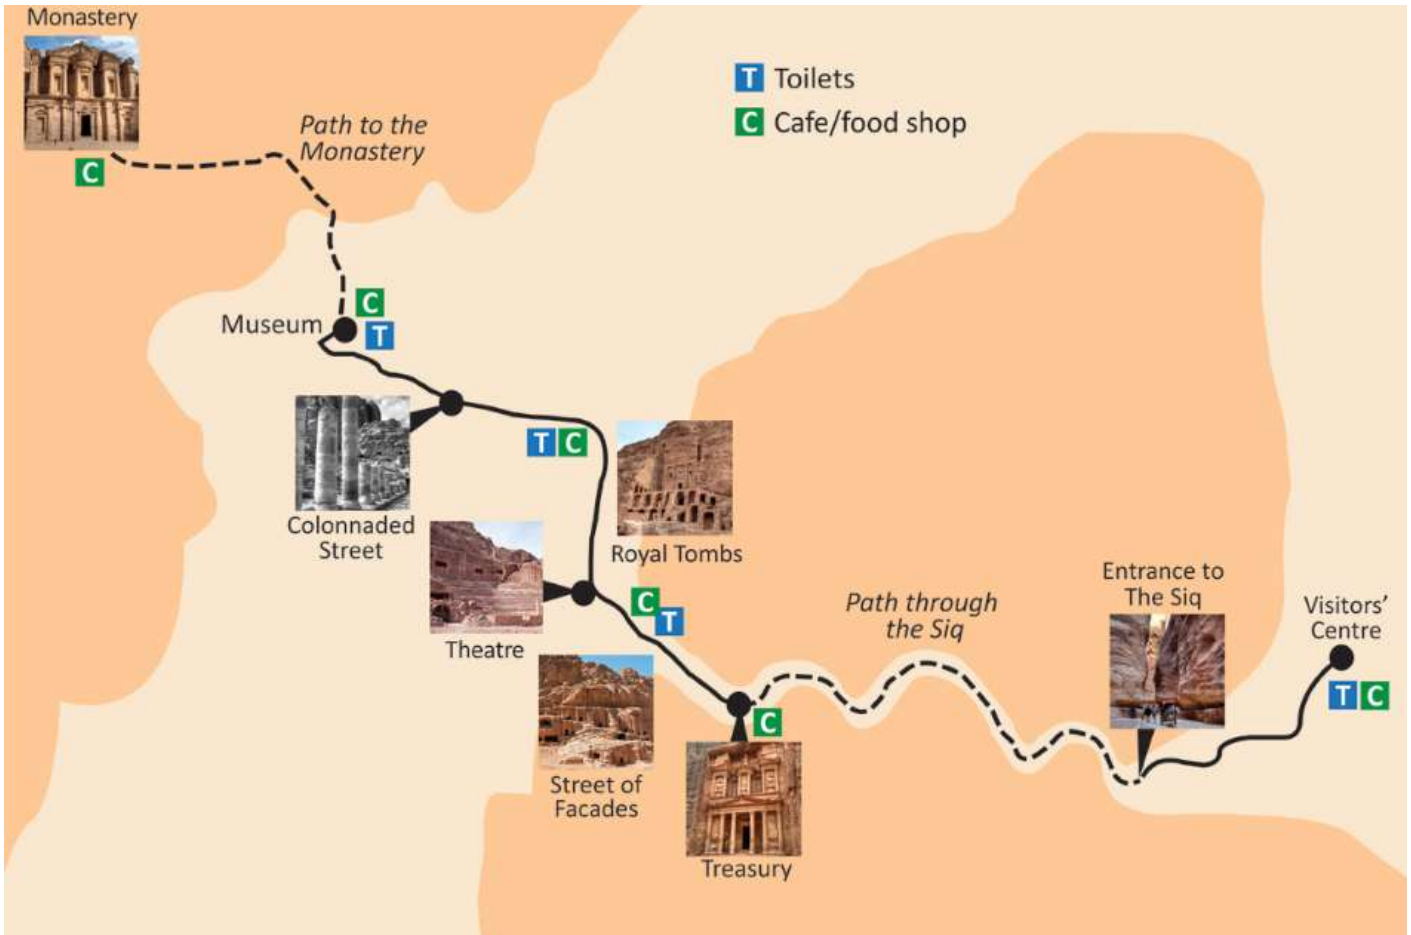 Monastery
Path to the
Monastery
C
T Toilets
C Cafe/food shop
C
Museum
T
T C
Colonnaded
Street
Royal Tombs
Theatre
C
T
Path through
the Siq
Entrance to
The Siq
Visitors’
Centre
T C
C
Street of
Facades
Treasury